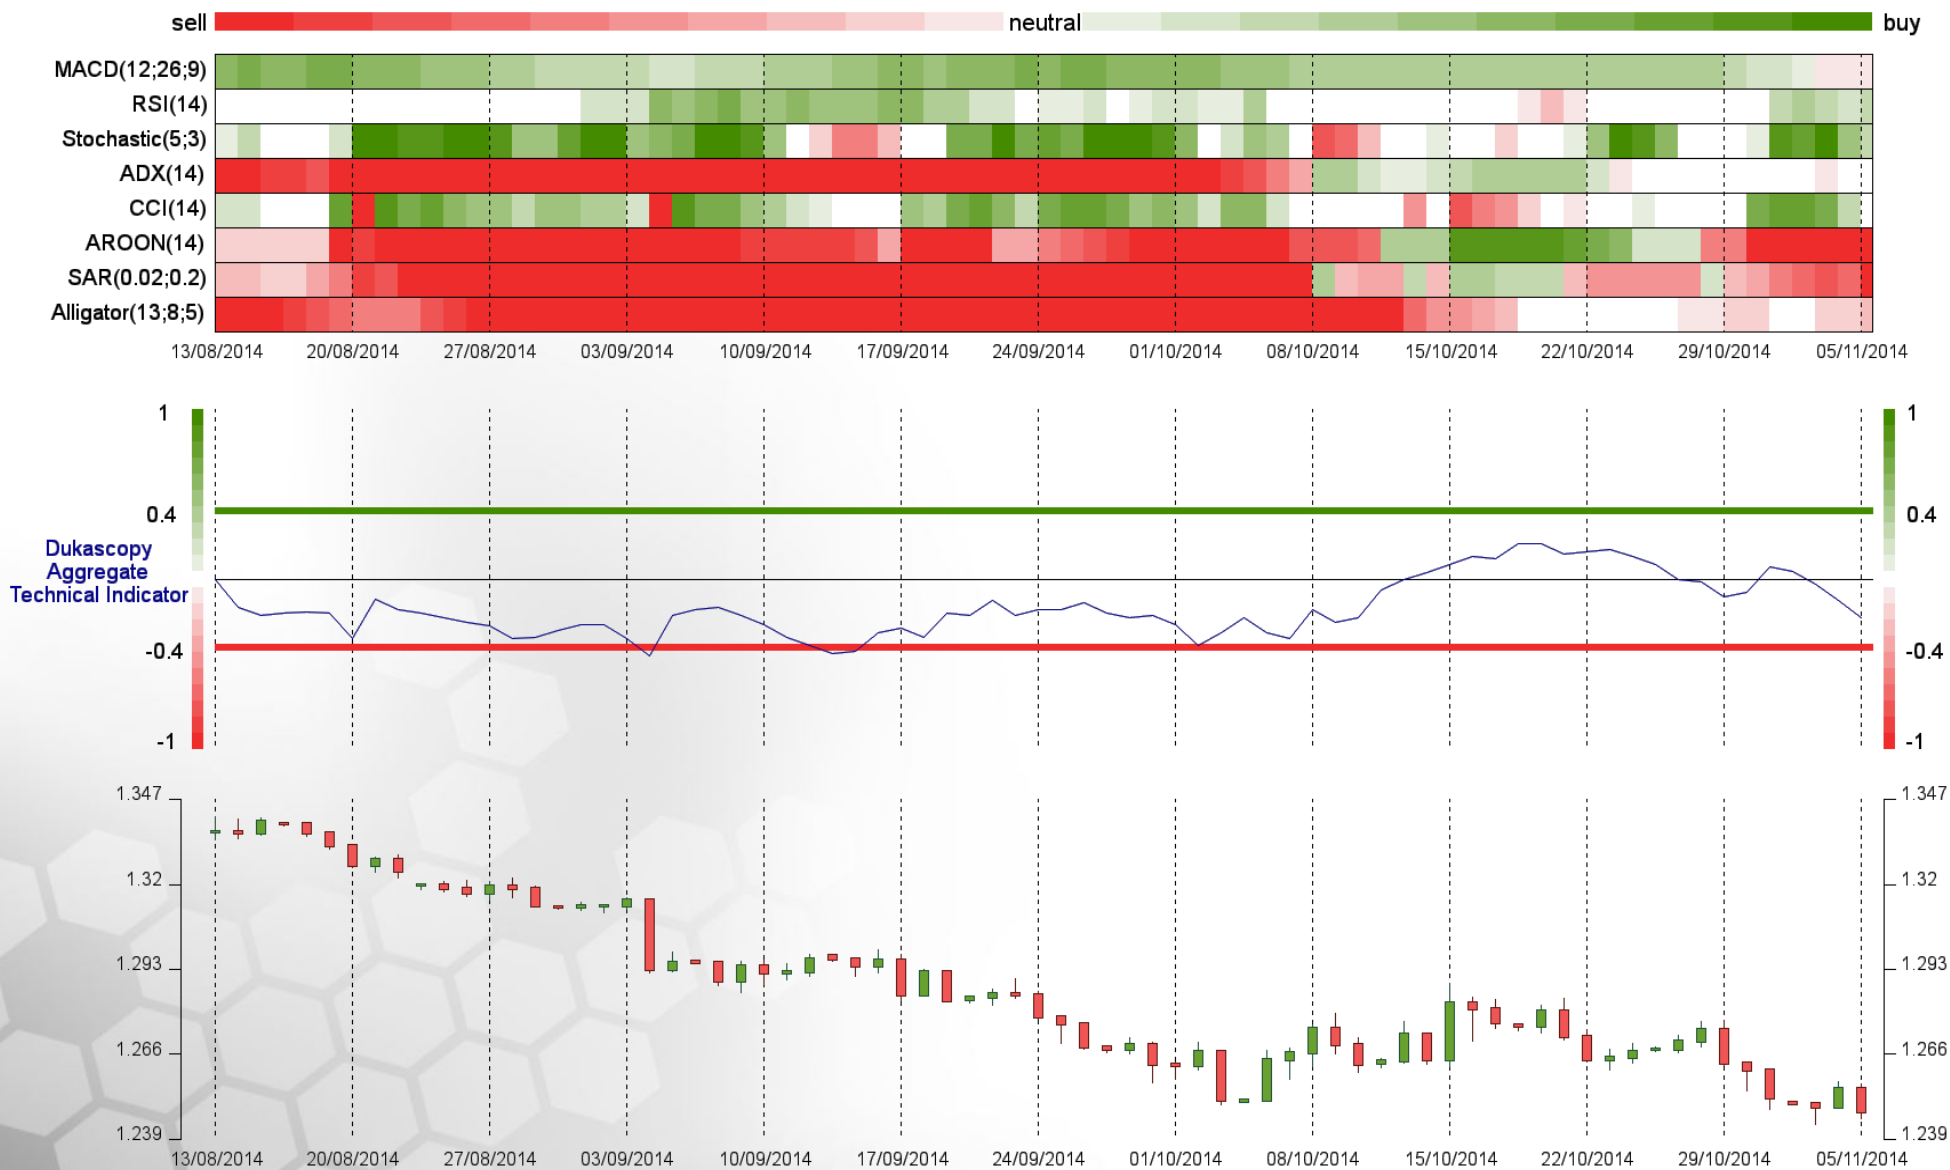 sell neutral buy
MACD(12;26;9)
RSI(14)
Stochastic(5;3)
ADX(14)
CCI(14)
AROON(14)
SAR(0.02;0.2)
Alligator(13;8;5)
13/08/2014 20/08/2014 27/08/2014 03/09/2014 10/09/2014 17/09/2014 24/09/2014 01/10/2014 08/10/2014 15/10/2014 22/10/2014 29/10/2014 05/11/2014
1 1
0.4 0.4
Dukascopy
Aggregate
Technical Indicator
-0.4 -0.4
-1 -1
1.347 1.347
1.32 1.32
1.293 1.293
1.266 1.266
1.239 1.239
13/08/2014 20/08/2014 27/08/2014 03/09/2014 10/09/2014 17/09/2014 24/09/2014 01/10/2014 08/10/2014 15/10/2014 22/10/2014 29/10/2014 05/11/2014